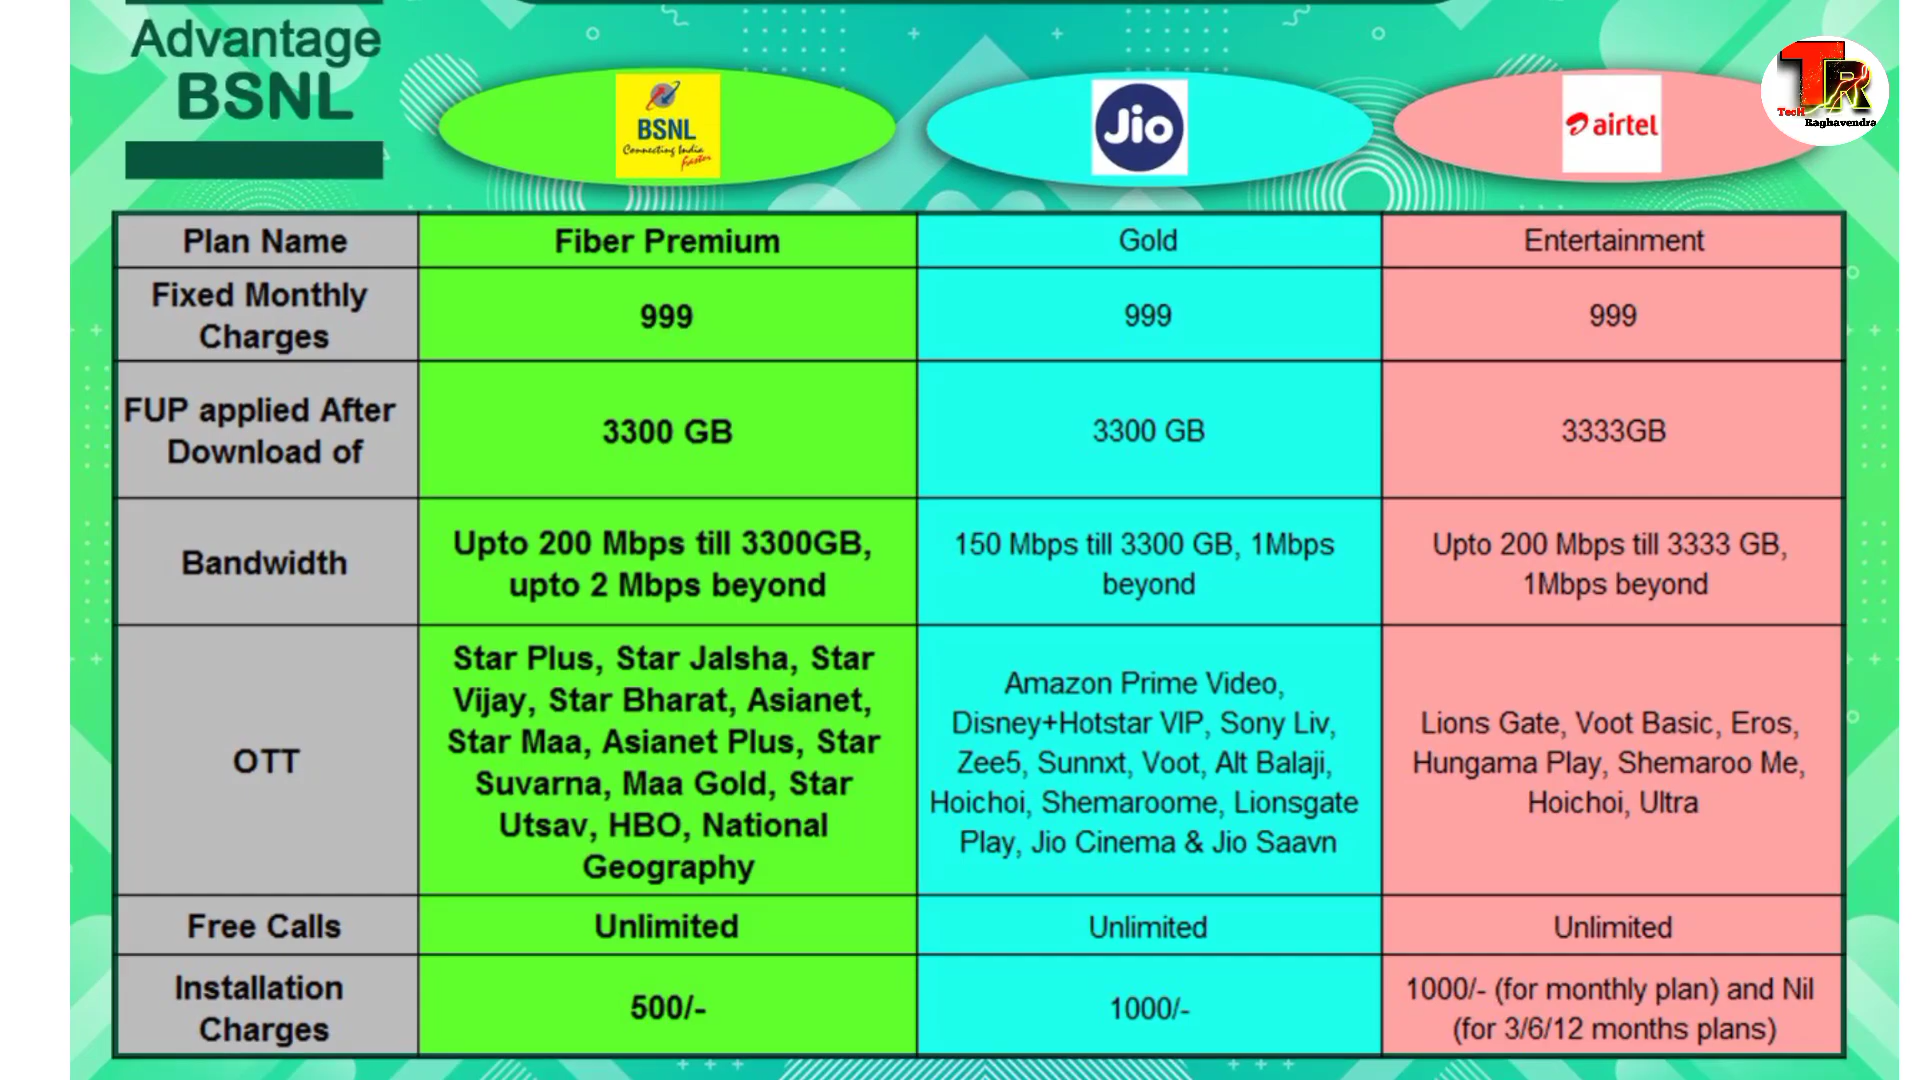 Advantage
BSNL
BSNL
Connecting India
faster
Jio
airtel
TR
TecH
Raghavendra
Plan Name
Fiber Premium
Gold
Entertainment
Fixed Monthly
Charges
999
999
999
FUP applied After
Download of
3300 GB
3300 GB
3333GB
Bandwidth
Upto 200 Mbps till 3300GB,
upto 2 Mbps beyond
150 Mbps till 3300 GB, 1Mbps
beyond
Upto 200 Mbps till 3333 GB,
1Mbps beyond
OTT
Star Plus, Star Jalsha, Star
Vijay, Star Bharat, Asianet,
Star Maa, Asianet Plus, Star
Suvarna, Maa Gold, Star
Utsav, HBO, National
Geography
Amazon Prime Video,
Disney+Hotstar VIP, Sony Liv,
Zee5, Sunnxt, Voot, Alt Balaji,
Hoichoi, Shemaroome, Lionsgate
Play, Jio Cinema & Jio Saavn
Lions Gate, Voot Basic, Eros,
Hungama Play, Shemaroo Me,
Hoichoi, Ultra
Free Calls
Unlimited
Unlimited
Unlimited
Installation
Charges
500/-
1000/-
1000/- (for monthly plan) and Nil
(for 3/6/12 months plans)